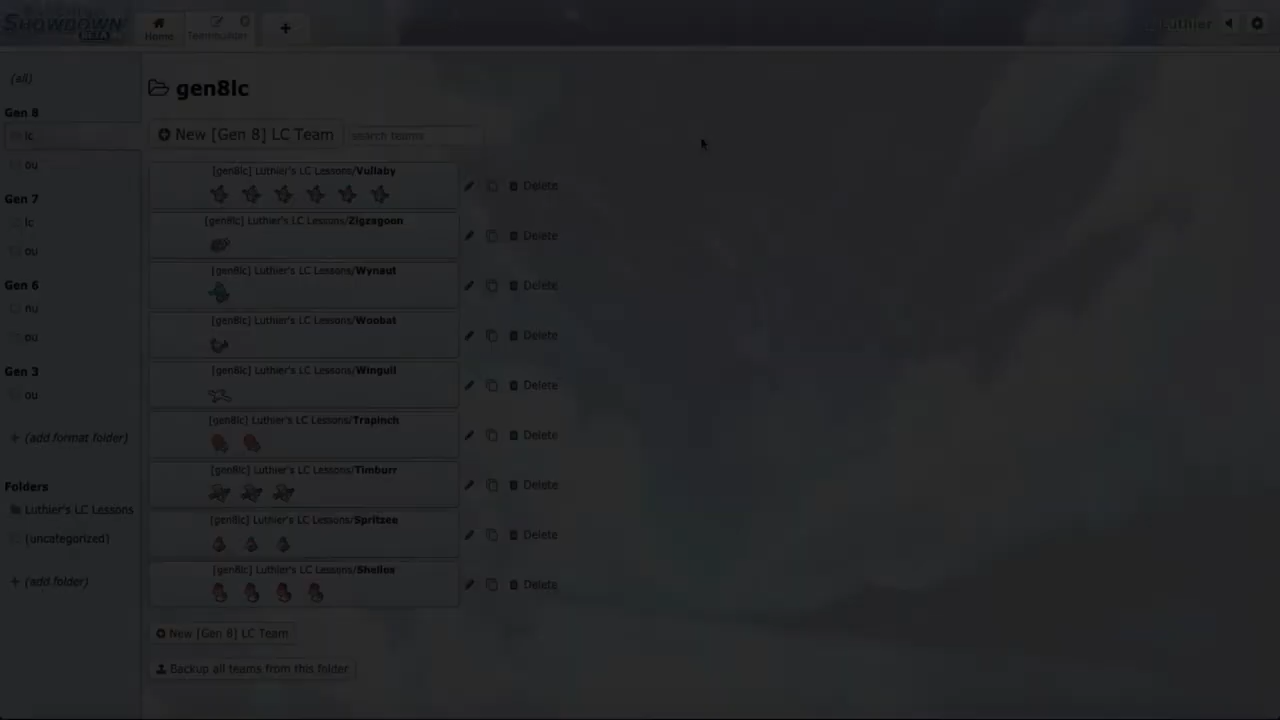 SHOWDOWN
BETA
Home
Teambuilder
Luthier
(all)
Gen 8
lc
ou
Gen 7
lc
ou
Gen 6
nu
ou
Gen 3
ou
(add format folder)
Folders
Luthier's LC Lessons
(uncategorized)
(add folder)
gen8lc
New [Gen 8] LC Team
search teams
[gen8lc] Luthier's LC Lessons/Vullaby
Delete
[gen8lc] Luthier's LC Lessons/Zigzagoon
Delete
[gen8lc] Luthier's LC Lessons/Wynaut
Delete
[gen8lc] Luthier's LC Lessons/Woobat
Delete
[gen8lc] Luthier's LC Lessons/Wingull
Delete
[gen8lc] Luthier's LC Lessons/Trapinch
Delete
[gen8lc] Luthier's LC Lessons/Timburr
Delete
[gen8lc] Luthier's LC Lessons/Spritzee
Delete
[gen8lc] Luthier's LC Lessons/Shellos
Delete
New [Gen 8] LC Team
Backup all teams from this folder